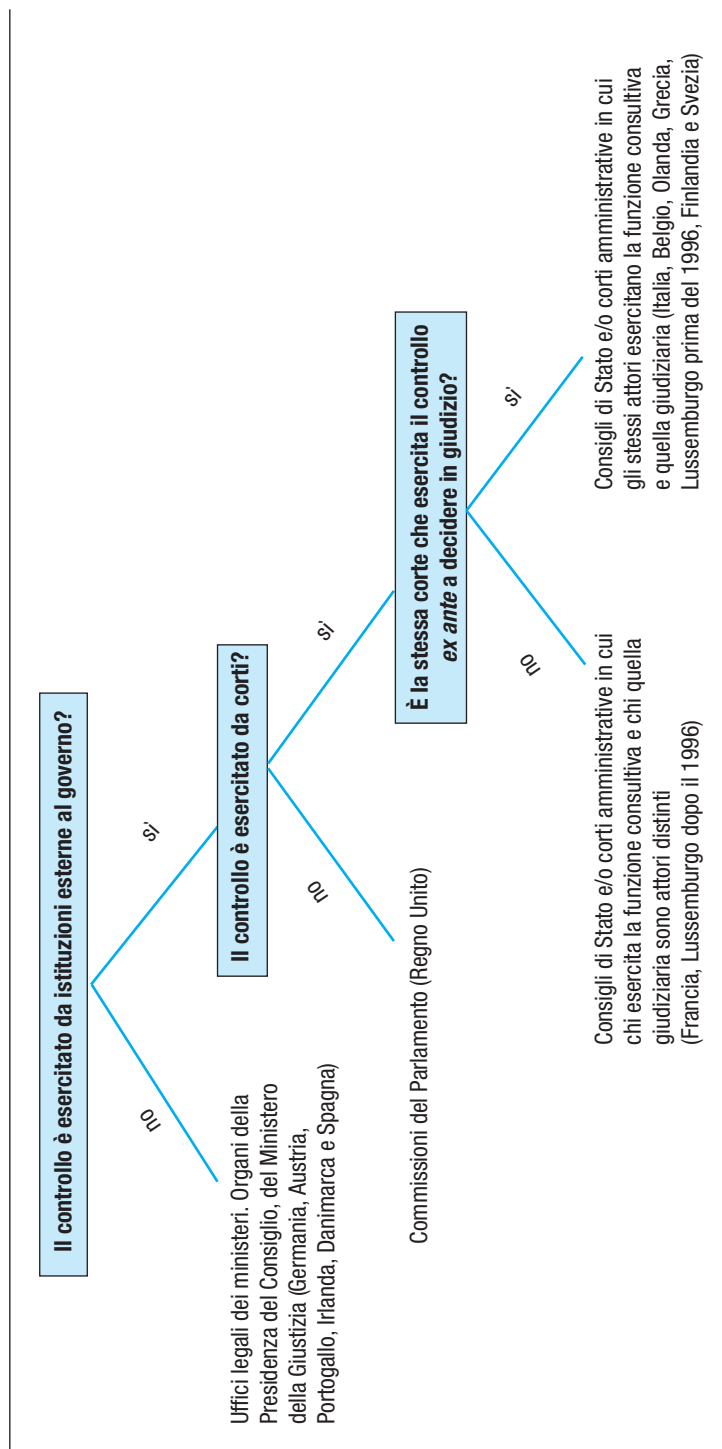 Il controllo è esercitato da istituzioni esterne al governo?
no
sì
Uffici legali dei ministeri. Organi della
Presidenza del Consiglio, del Ministero
della Giustizia (Germania, Austria,
Portogallo, Irlanda, Danimarca e Spagna)
Il controllo è esercitato da corti?
no
sì
Commissioni del Parlamento (Regno Unito)
È la stessa corte che esercita il controllo
ex ante a decidere in giudizio?
no
sì
Consigli di Stato e/o corti amministrative in cui
chi esercita la funzione consultiva e chi quella
giudiziaria sono attori distinti
(Francia, Lussemburgo dopo il 1996)
Consigli di Stato e/o corti amministrative in cui
gli stessi attori esercitano la funzione consultiva
e quella giudiziaria (Italia, Belgio, Olanda, Grecia,
Lussemburgo prima del 1996, Finlandia e Svezia)